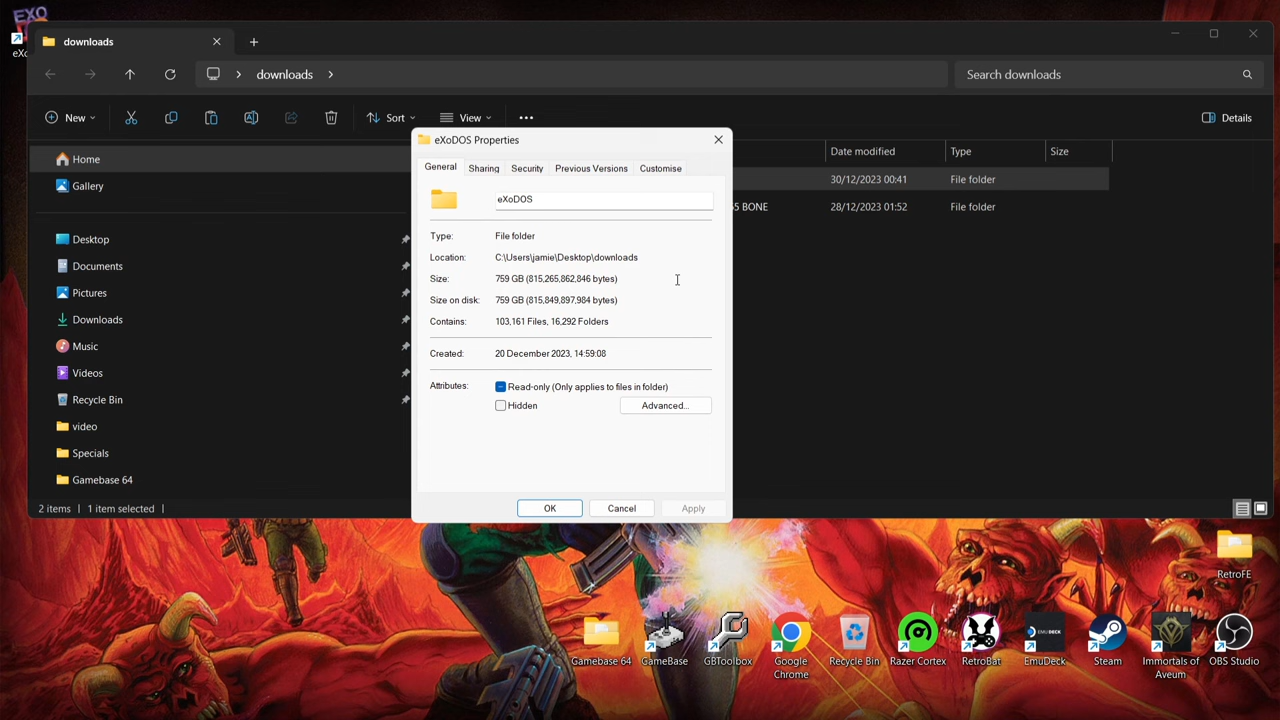 EXO
eXo
downloads
downloads
Search downloads
New
Sort
View
Details
Home
Gallery
Desktop
Documents
Pictures
Downloads
Music
Videos
Recycle Bin
video
Specials
Gamebase 64
2 items
1 item selected
Date modified
Type
Size
30/12/2023 00:41
File folder
BONE
28/12/2023 01:52
File folder
eXoDOS Properties
General
Sharing
Security
Previous Versions
Customise
eXoDOS
Type: File folder
Location: C:\Users\jamie\Desktop\downloads
Size: 759 GB (815,265,862,846 bytes)
Size on disk: 759 GB (815,849,897,984 bytes)
Contains: 103,161 Files, 16,292 Folders
Created: 20 December 2023, 14:59:08
Attributes: Read-only (Only applies to files in folder)
Hidden
Advanced...
OK
Cancel
Apply
RetroFE
Gamebase 64
GameBase
GBToolbox
Google
Chrome
Recycle Bin
Razer Cortex
RetroBat
EMUDECK
EmuDeck
Steam
Immortals of
Aveum
OBS Studio